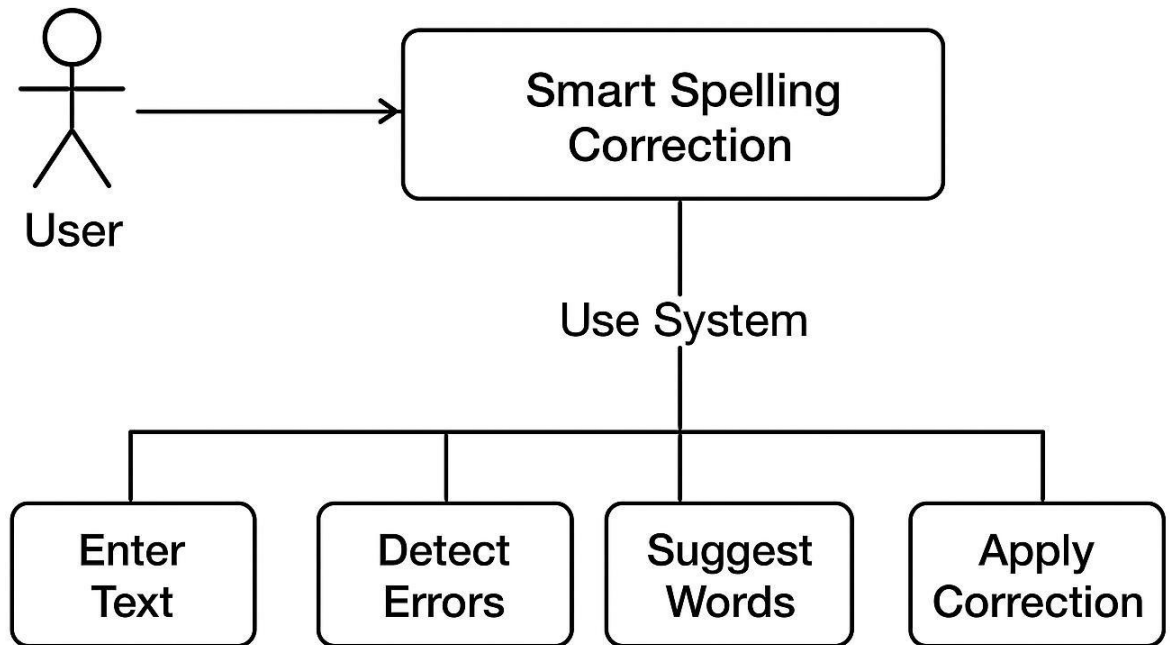 Smart Spelling
Correction
User
Use System
Enter
Text
Detect
Errors
Suggest
Words
Apply
Correction